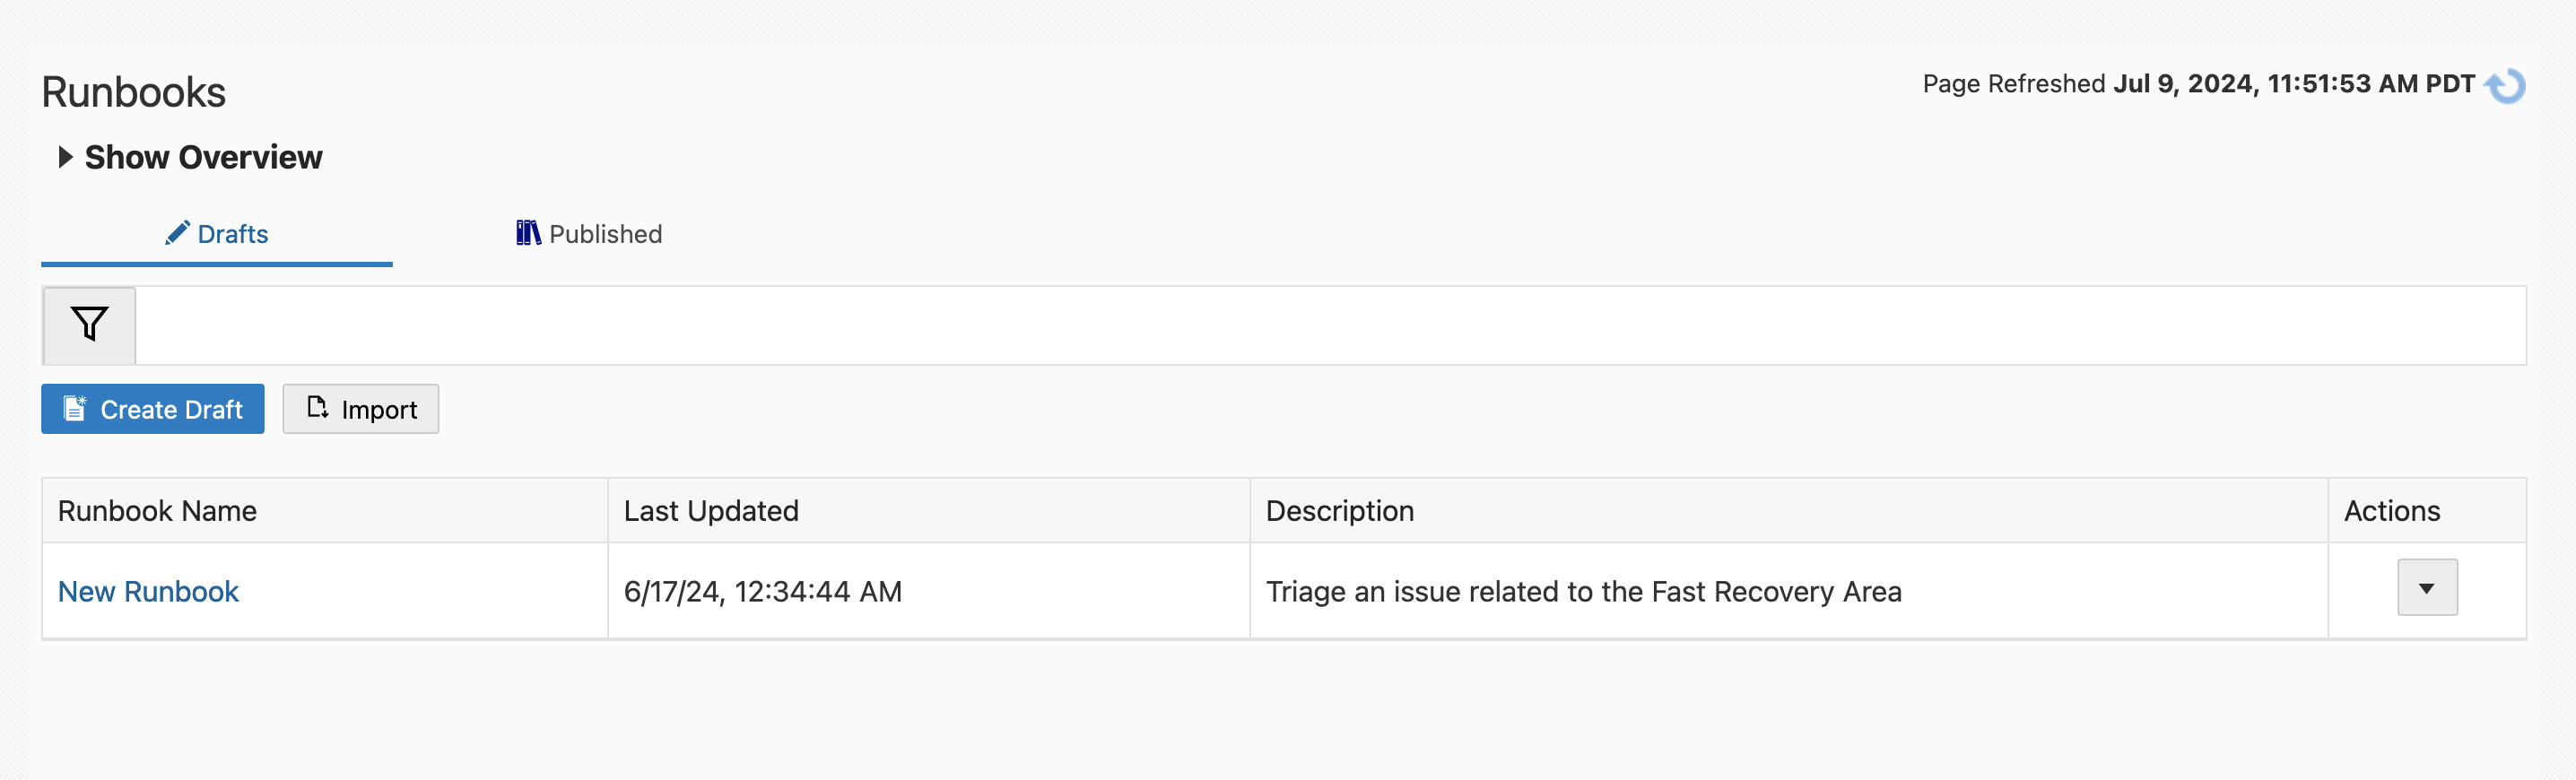 Runbooks
Page Refreshed Jul 9, 2024, 11:51:53 AM PDT
Show Overview
Drafts
Published
Create Draft
Import
Runbook Name Last Updated Description Actions
New Runbook 6/17/24, 12:34:44 AM Triage an issue related to the Fast Recovery Area